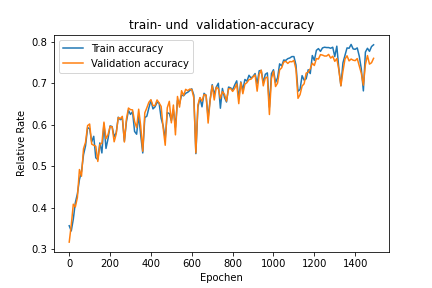 train- und  validation-accuracy
Train accuracy
Validation accuracy
Relative Rate
0.8
0.7
0.6
0.5
0.4
0.3
0 200 400 600 800 1000 1200 1400
Epochen